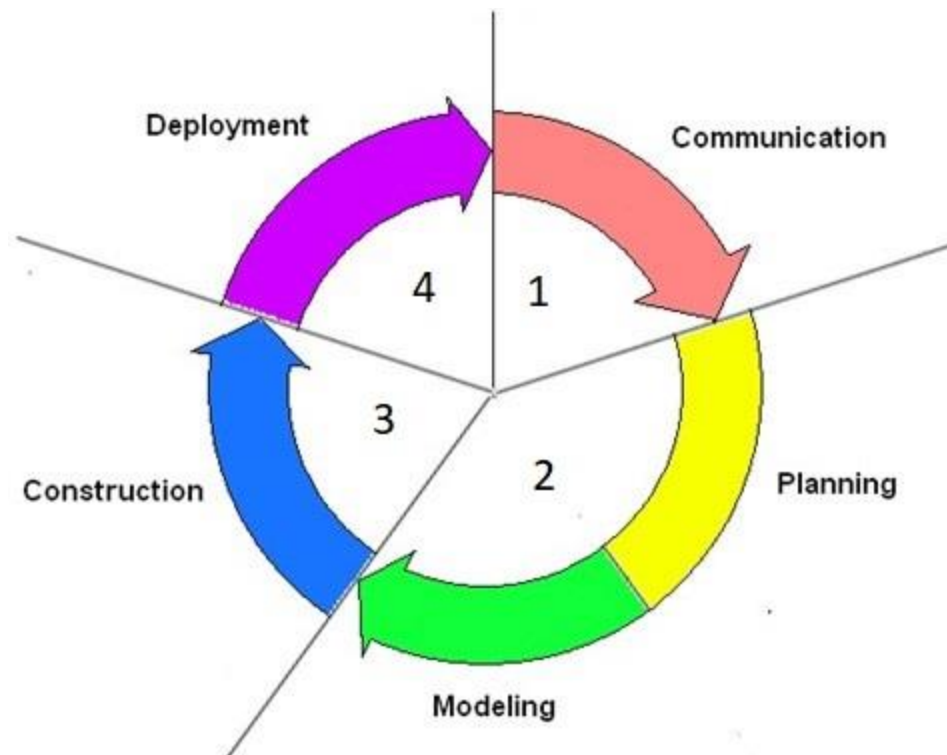 Deployment
Communication
4
1
3
2
Construction
Planning
Modeling